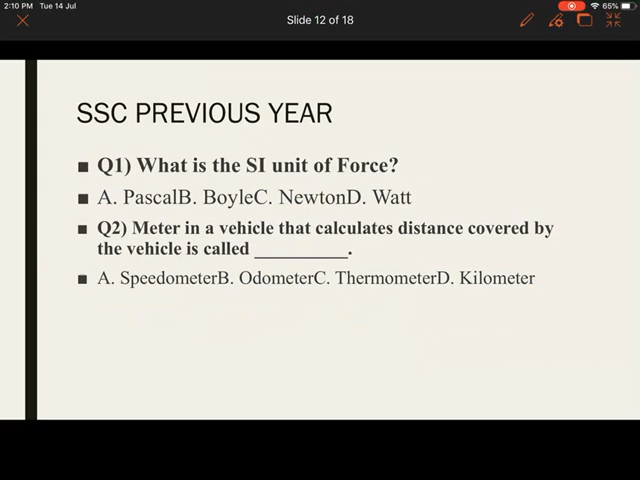 2:10 PM Tue 14 Jul
65%
Slide 12 of 18
SSC PREVIOUS YEAR
■ Q1) What is the SI unit of Force?
■ A. PascalB. BoyleC. NewtonD. Watt
■ Q2) Meter in a vehicle that calculates distance covered by
the vehicle is called __________.
■ A. SpeedometerB. OdometerC. ThermometerD. Kilometer